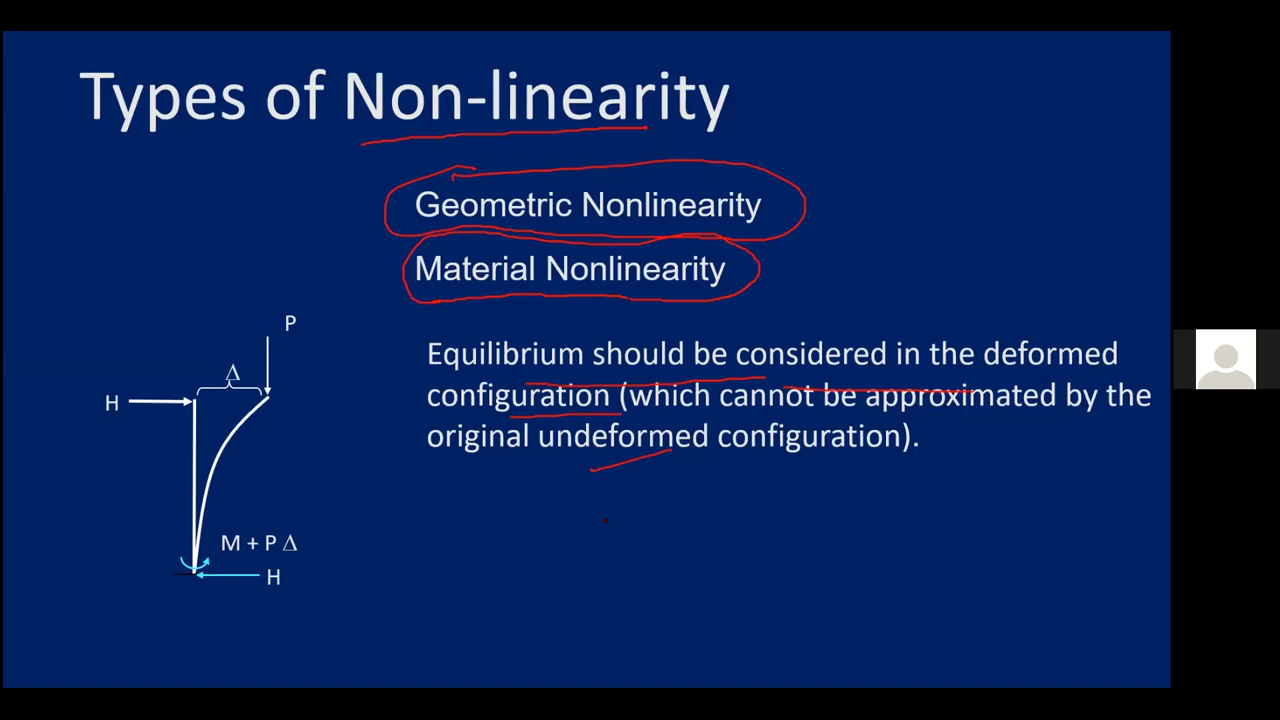 Types of Non-linearity
Geometric Nonlinearity
Material Nonlinearity
Equilibrium should be considered in the deformed
configuration (which cannot be approximated by the
original undeformed configuration).
P
Δ
H
M + P Δ
H